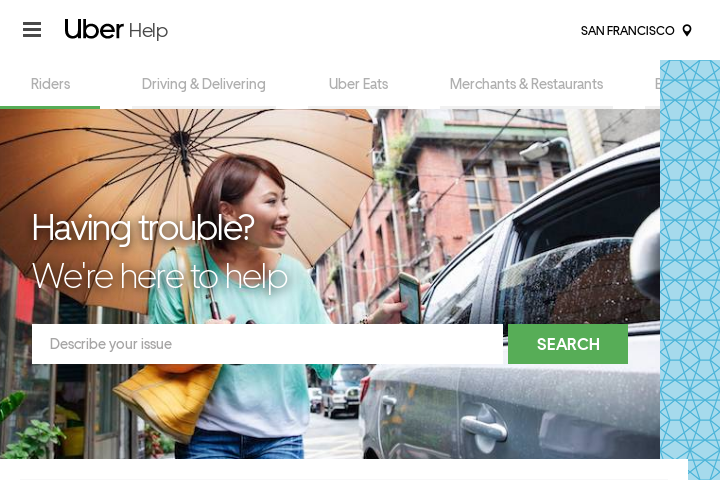 Uber Help
SAN FRANCISCO
Riders
Driving & Delivering
Uber Eats
Merchants & Restaurants
Having trouble?
We're here to help
Describe your issue
SEARCH